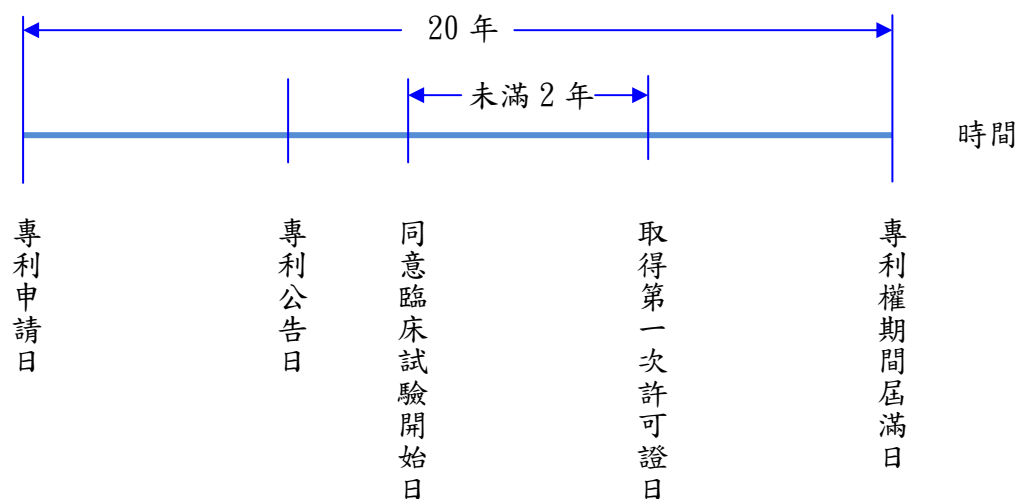 20 年
未滿 2 年
時間
專利申請日
專利公告日
同意臨床試驗開始日
取得第一次許可證日
專利權期間屆滿日